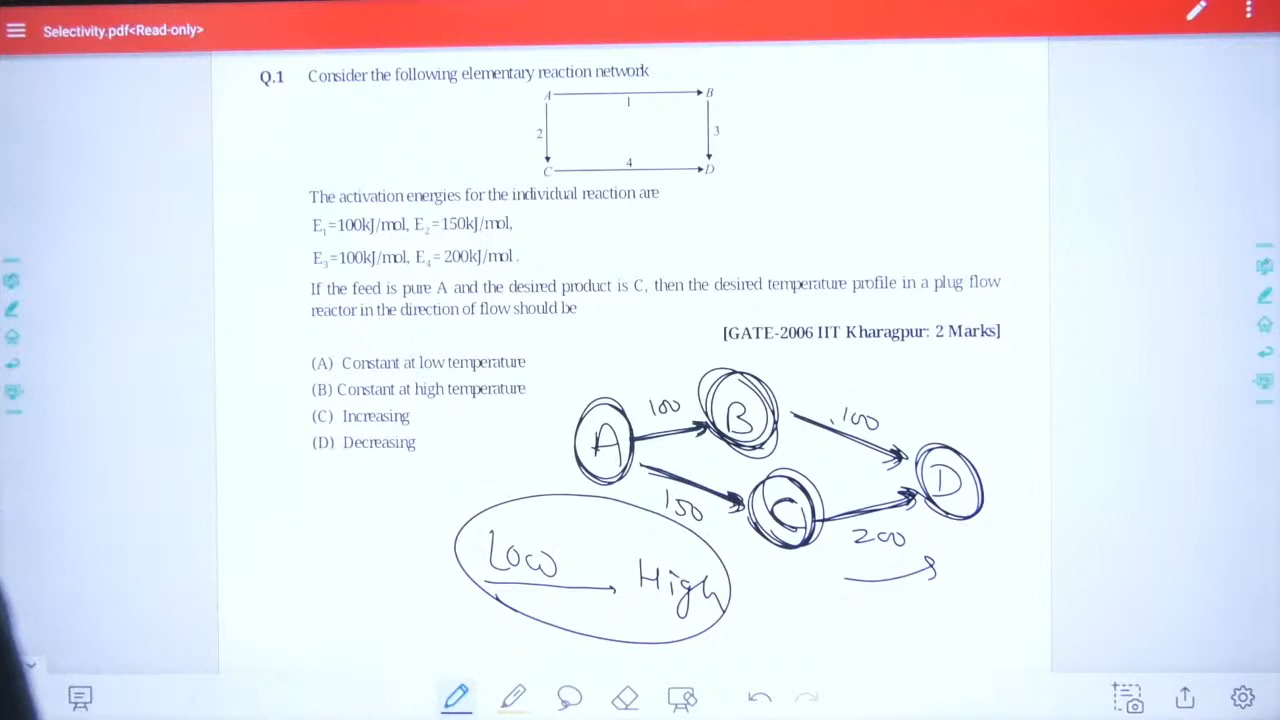 Selectivity.pdf<Read-only>
Q.1 Consider the following elementary reaction network
A B
1
2 3
4
C D
The activation energies for the individual reaction are
E₁=100kJ/mol, E₂=150kJ/mol,
E₃=100kJ/mol, E₄=200kJ/mol.
If the feed is pure A and the desired product is C, then the desired temperature profile in a plug flow
reactor in the direction of flow should be
[GATE-2006 IIT Kharagpur: 2 Marks]
(A) Constant at low temperature
(B) Constant at high temperature
(C) Increasing
(D) Decreasing
A 100 B 100 D
150 C 200
Low High